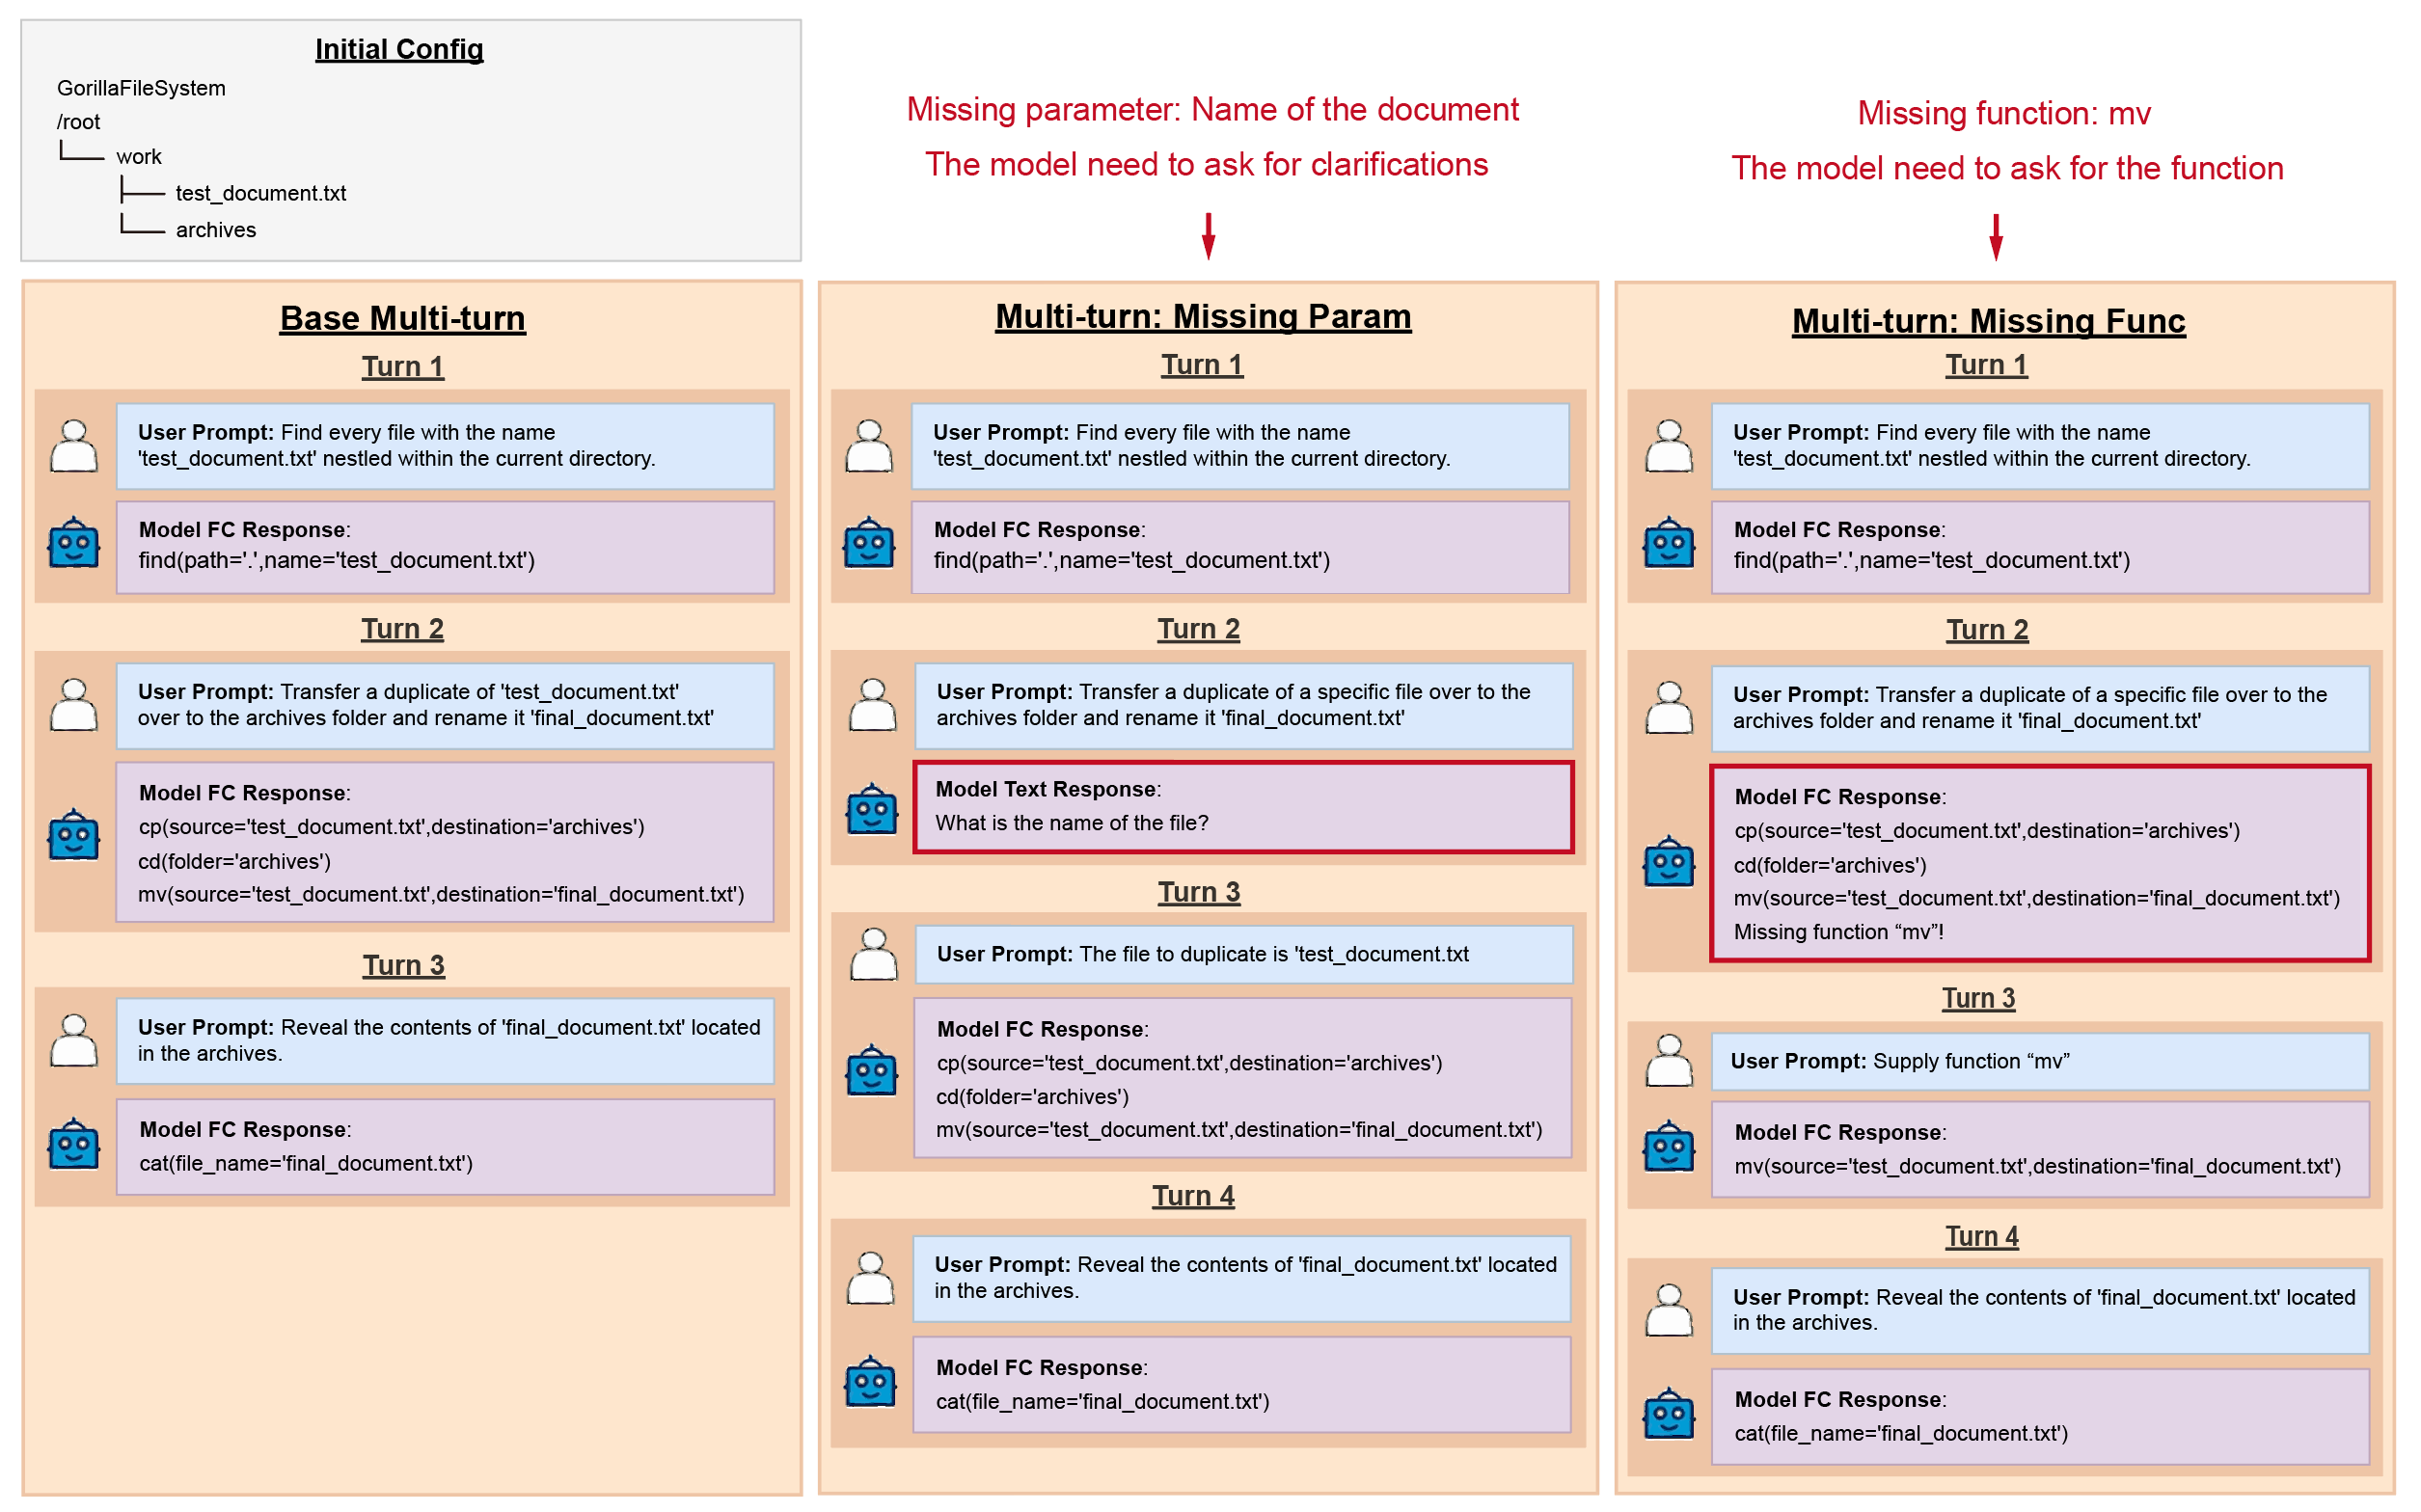 Initial Config
GorillaFileSystem
/root
work
test_document.txt
archives
Missing parameter: Name of the document
The model need to ask for clarifications
Missing function: mv
The model need to ask for the function
Base Multi-turn
Turn 1
User Prompt: Find every file with the name
'test_document.txt' nestled within the current directory.
Model FC Response:
find(path='.',name='test_document.txt')
Turn 2
User Prompt: Transfer a duplicate of 'test_document.txt'
over to the archives folder and rename it 'final_document.txt'
Model FC Response:
cp(source='test_document.txt',destination='archives')
cd(folder='archives')
mv(source='test_document.txt',destination='final_document.txt')
Turn 3
User Prompt: Reveal the contents of 'final_document.txt' located
in the archives.
Model FC Response:
cat(file_name='final_document.txt')
Multi-turn: Missing Param
Turn 1
User Prompt: Find every file with the name
'test_document.txt' nestled within the current directory.
Model FC Response:
find(path='.',name='test_document.txt')
Turn 2
User Prompt: Transfer a duplicate of a specific file over to the
archives folder and rename it 'final_document.txt'
Model Text Response:
What is the name of the file?
Turn 3
User Prompt: The file to duplicate is 'test_document.txt
Model FC Response:
cp(source='test_document.txt',destination='archives')
cd(folder='archives')
mv(source='test_document.txt',destination='final_document.txt')
Turn 4
User Prompt: Reveal the contents of 'final_document.txt' located
in the archives.
Model FC Response:
cat(file_name='final_document.txt')
Multi-turn: Missing Func
Turn 1
User Prompt: Find every file with the name
'test_document.txt' nestled within the current directory.
Model FC Response:
find(path='.',name='test_document.txt')
Turn 2
User Prompt: Transfer a duplicate of a specific file over to the
archives folder and rename it 'final_document.txt'
Model FC Response:
cp(source='test_document.txt',destination='archives')
cd(folder='archives')
mv(source='test_document.txt',destination='final_document.txt')
Missing function “mv”!
Turn 3
User Prompt: Supply function “mv”
Model FC Response:
mv(source='test_document.txt',destination='final_document.txt')
Turn 4
User Prompt: Reveal the contents of 'final_document.txt' located
in the archives.
Model FC Response:
cat(file_name='final_document.txt')